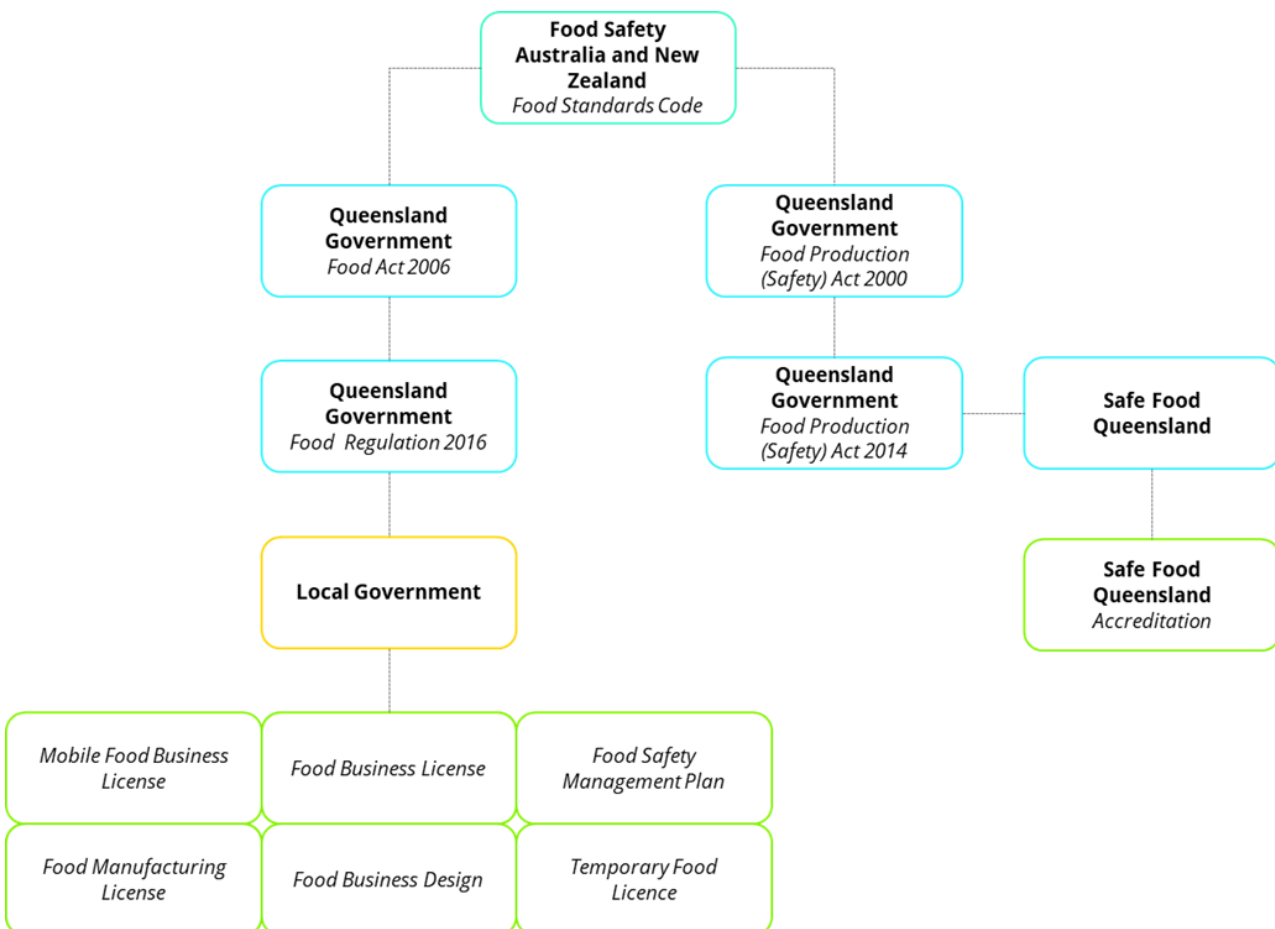 Food Safety
Australia and New
Zealand
Food Standards Code
Queensland
Government
Food Act 2006
Queensland
Government
Food Production
(Safety) Act 2000
Queensland
Government
Food Regulation 2016
Queensland
Government
Food Production
(Safety) Act 2014
Safe Food
Queensland
Local Government
Safe Food
Queensland
Accreditation
Mobile Food Business
License
Food Business License
Food Safety
Management Plan
Food Manufacturing
License
Food Business Design
Temporary Food
Licence